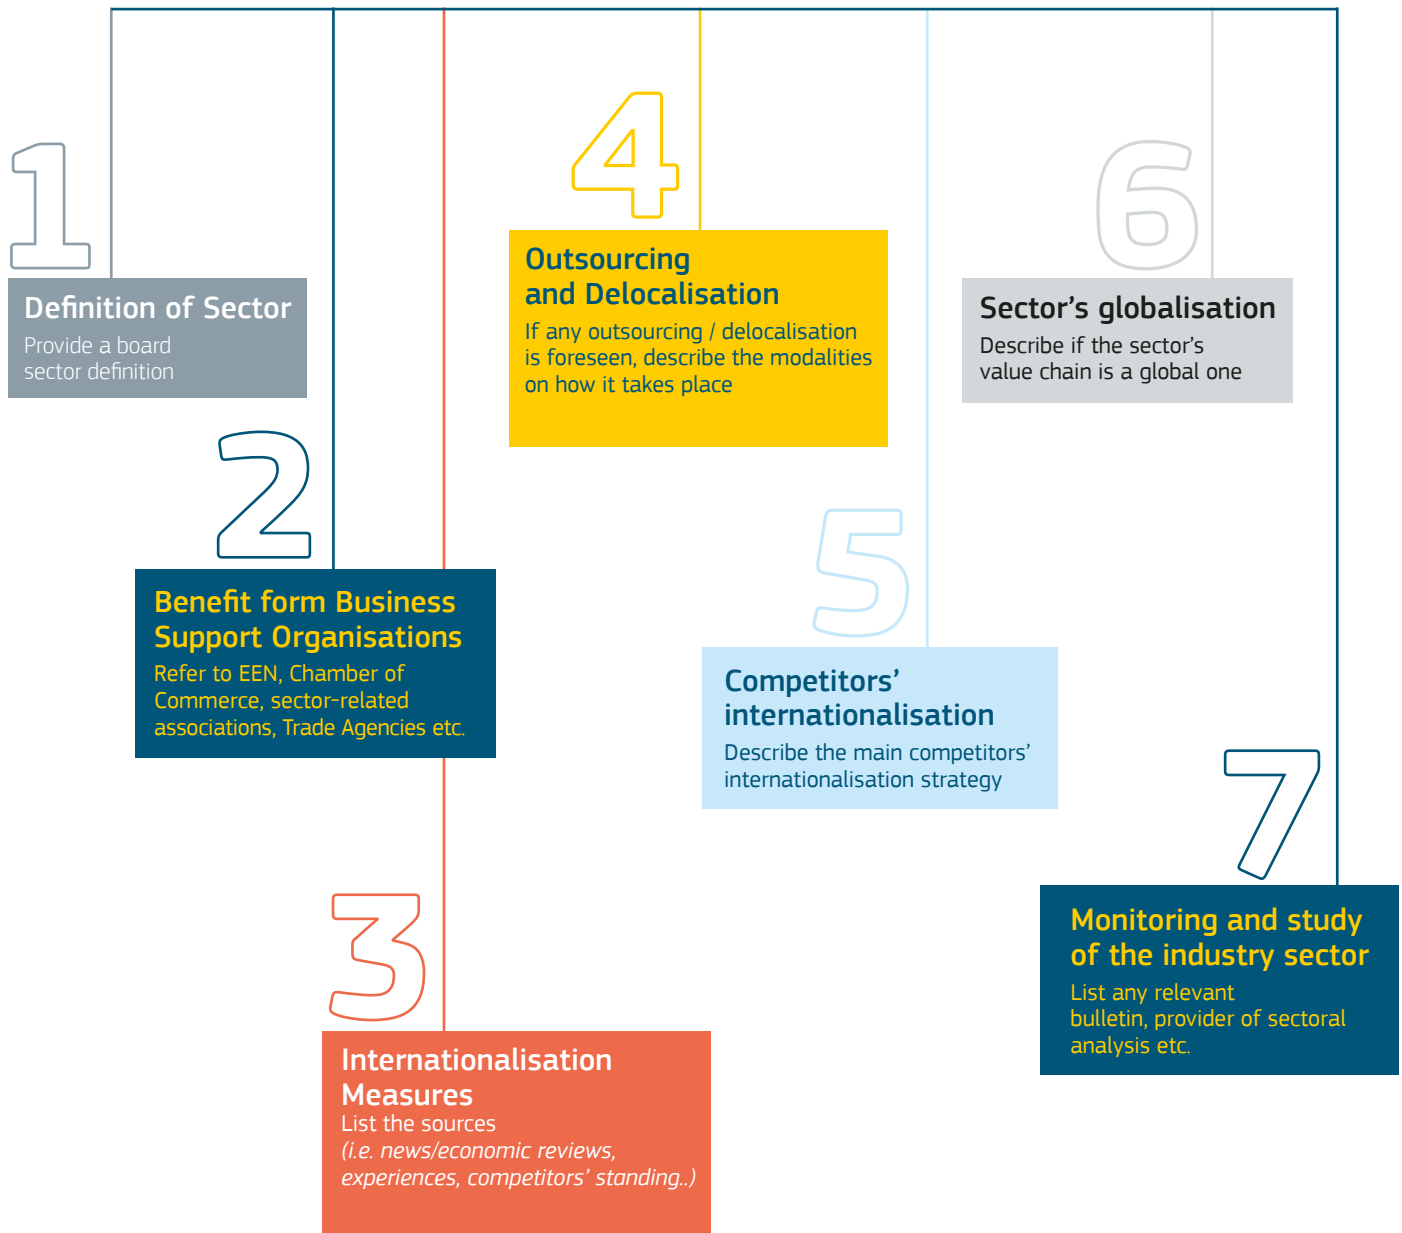 1
Definition of Sector
Provide a board
sector definition
2
Benefit form Business
Support Organisations
Refer to EEN, Chamber of
Commerce, sector-related
associations, Trade Agencies etc.
3
Internationalisation
Measures
List the sources
(i.e. news/economic reviews,
experiences, competitors’ standing..)
4
Outsourcing
and Delocalisation
If any outsourcing / delocalisation
is foreseen, describe the modalities
on how it takes place
5
Competitors’
internationalisation
Describe the main competitors’
internationalisation strategy
6
Sector’s globalisation
Describe if the sector’s
value chain is a global one
7
Monitoring and study
of the industry sector
List any relevant
bulletin, provider of sectoral
analysis etc.